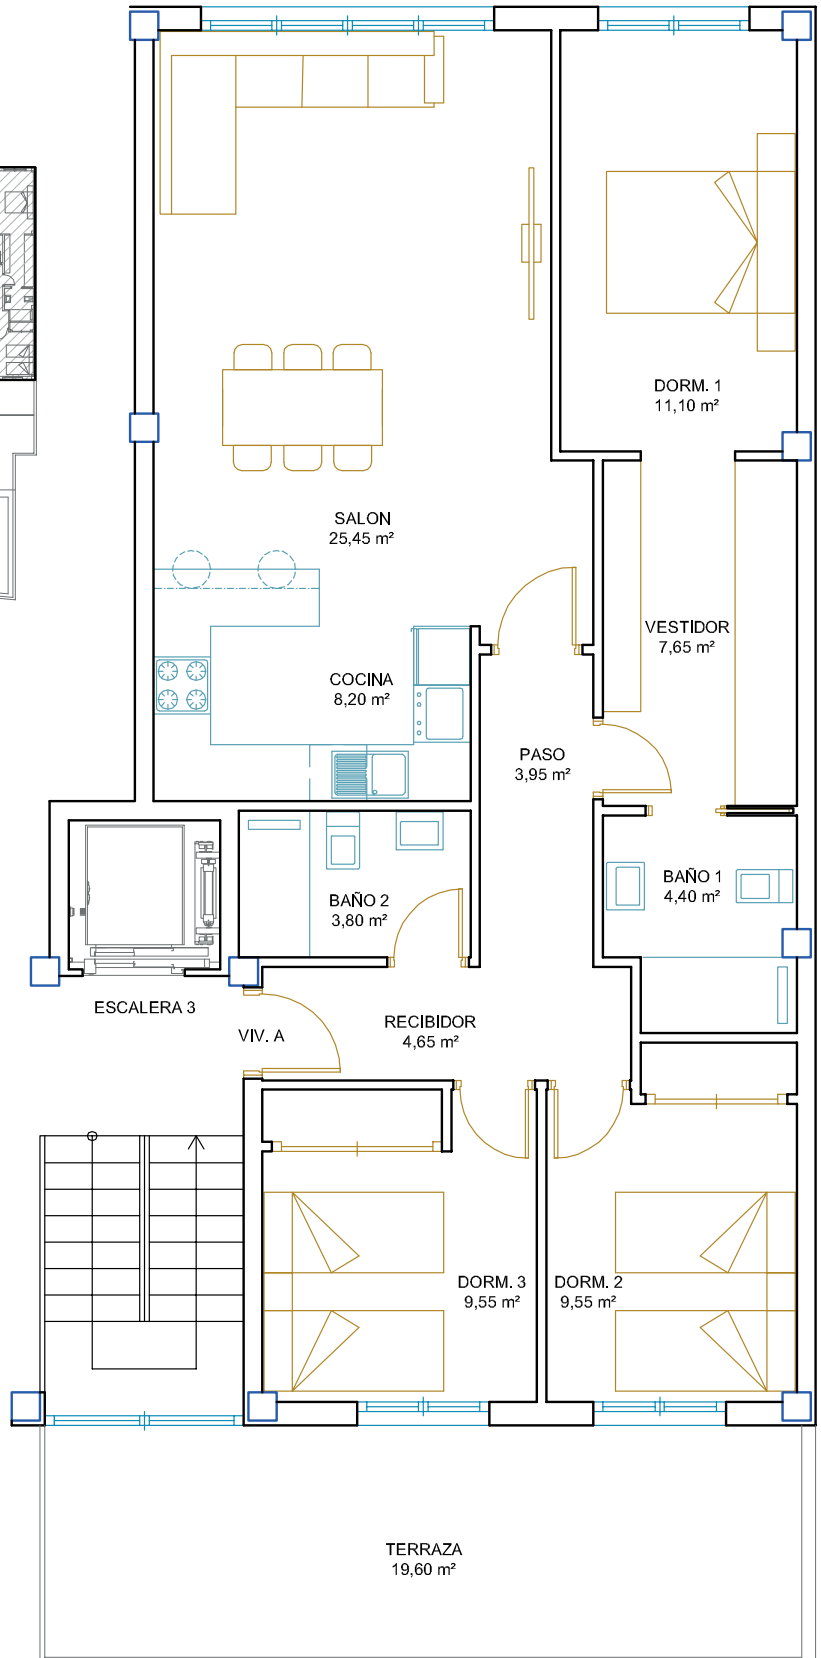 DORM. 1
11,10 m²
SALON
25,45 m²
VESTIDOR
7,65 m²
COCINA
8,20 m²
PASO
3,95 m²
BAÑO 1
4,40 m²
BAÑO 2
3,80 m²
ESCALERA 3
VIV. A
RECIBIDOR
4,65 m²
DORM. 3
9,55 m²
DORM. 2
9,55 m²
TERRAZA
19,60 m²